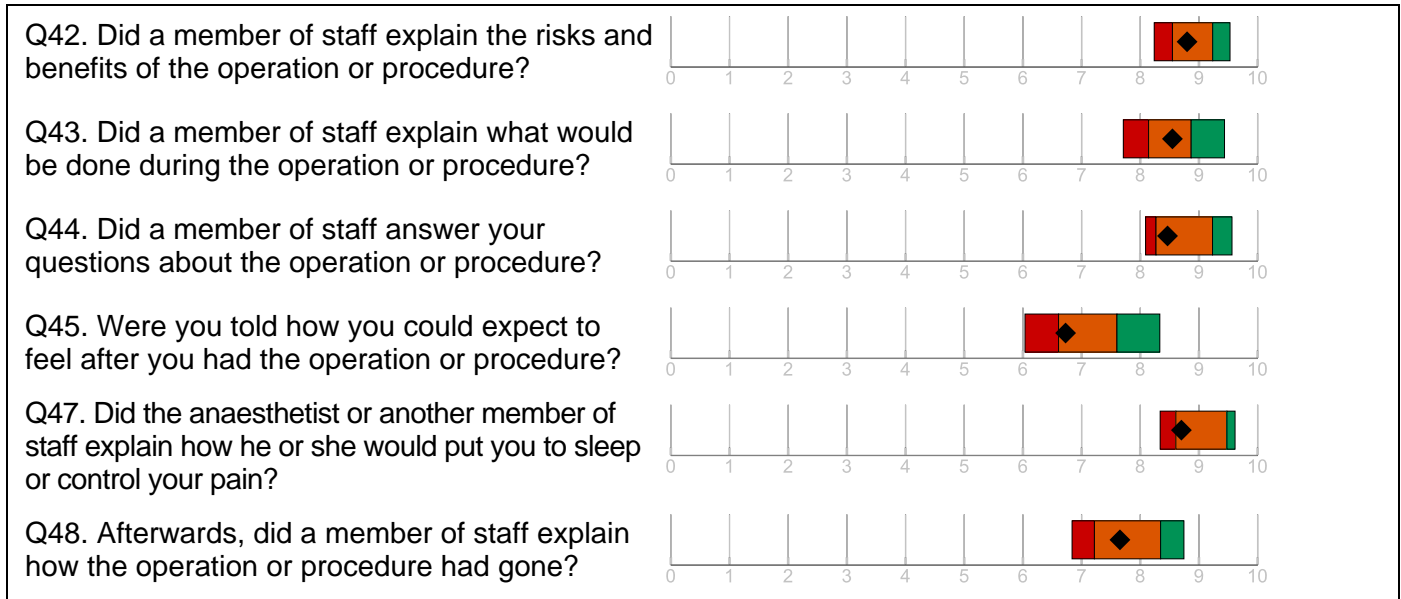 Q42. Did a member of staff explain the risks and
benefits of the operation or procedure?
0 1 2 3 4 5 6 7 8 9 10
Q43. Did a member of staff explain what would
be done during the operation or procedure?
0 1 2 3 4 5 6 7 8 9 10
Q44. Did a member of staff answer your
questions about the operation or procedure?
0 1 2 3 4 5 6 7 8 9 10
Q45. Were you told how you could expect to
feel after you had the operation or procedure?
0 1 2 3 4 5 6 7 8 9 10
Q47. Did the anaesthetist or another member of
staff explain how he or she would put you to sleep
or control your pain?
0 1 2 3 4 5 6 7 8 9 10
Q48. Afterwards, did a member of staff explain
how the operation or procedure had gone?
0 1 2 3 4 5 6 7 8 9 10